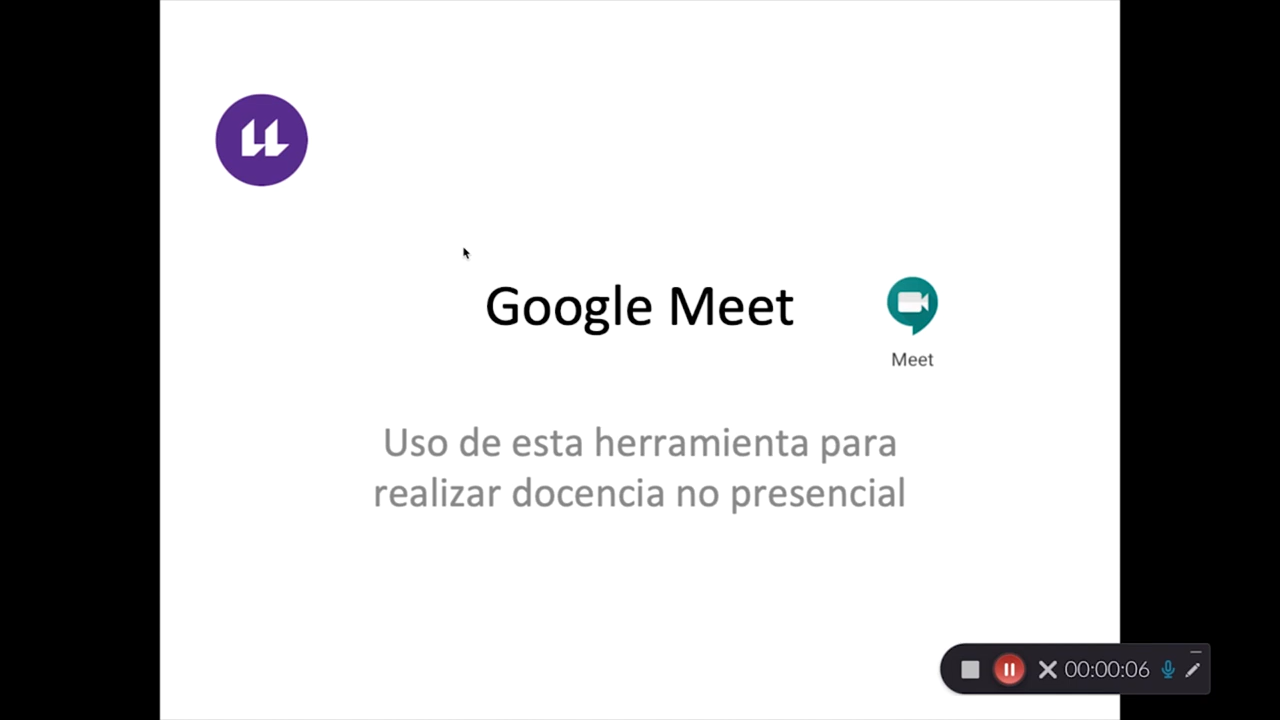 Google Meet
Meet
Uso de esta herramienta para
realizar docencia no presencial
00:00:06